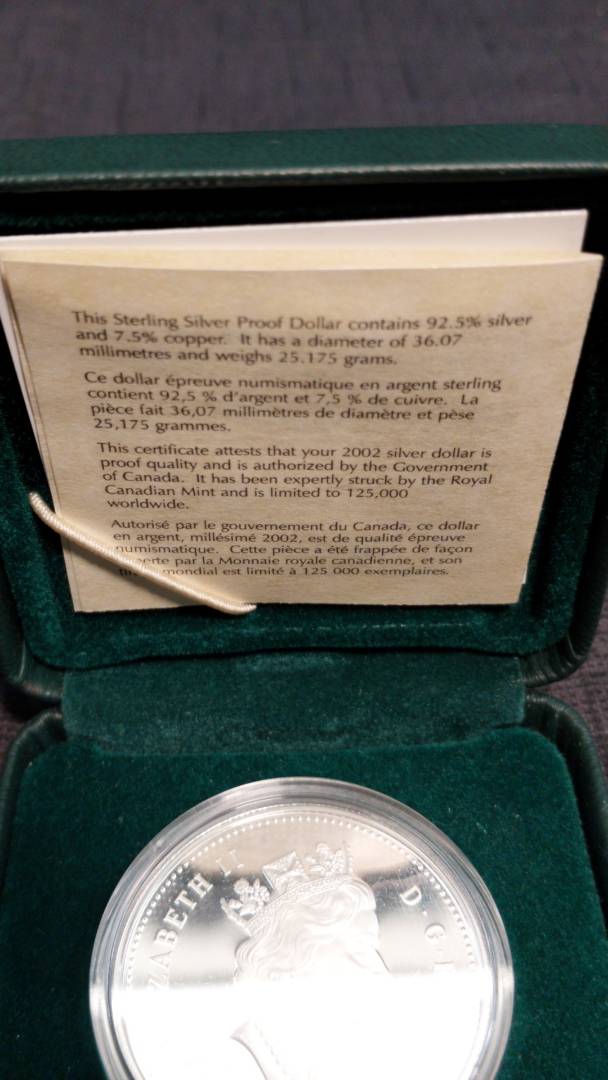 This Sterling Silver Proof Dollar contains 92.5% silver
and 7.5% copper. It has a diameter of 36.07
millimetres and weighs 25.175 grams.
Ce dollar épreuve numismatique en argent sterling
contient 92,5 % d'argent et 7,5 % de cuivre. La
pièce fait 36,07 millimètres de diamètre et pèse
25,175 grammes.
This certificate attests that your 2002 silver dollar is
proof quality and is authorized by the Government
of Canada. It has been expertly struck by the Royal
Canadian Mint and is limited to 125,000
worldwide.
Autorisé par le gouvernement du Canada, ce dollar
en argent, millésimé 2002, est de qualité épreuve
numismatique. Cette pièce a été frappée de façon
par la Monnaie royale canadienne, et son
mondial est limité à 125 000 exemplaires.
ZABETH II D. G.